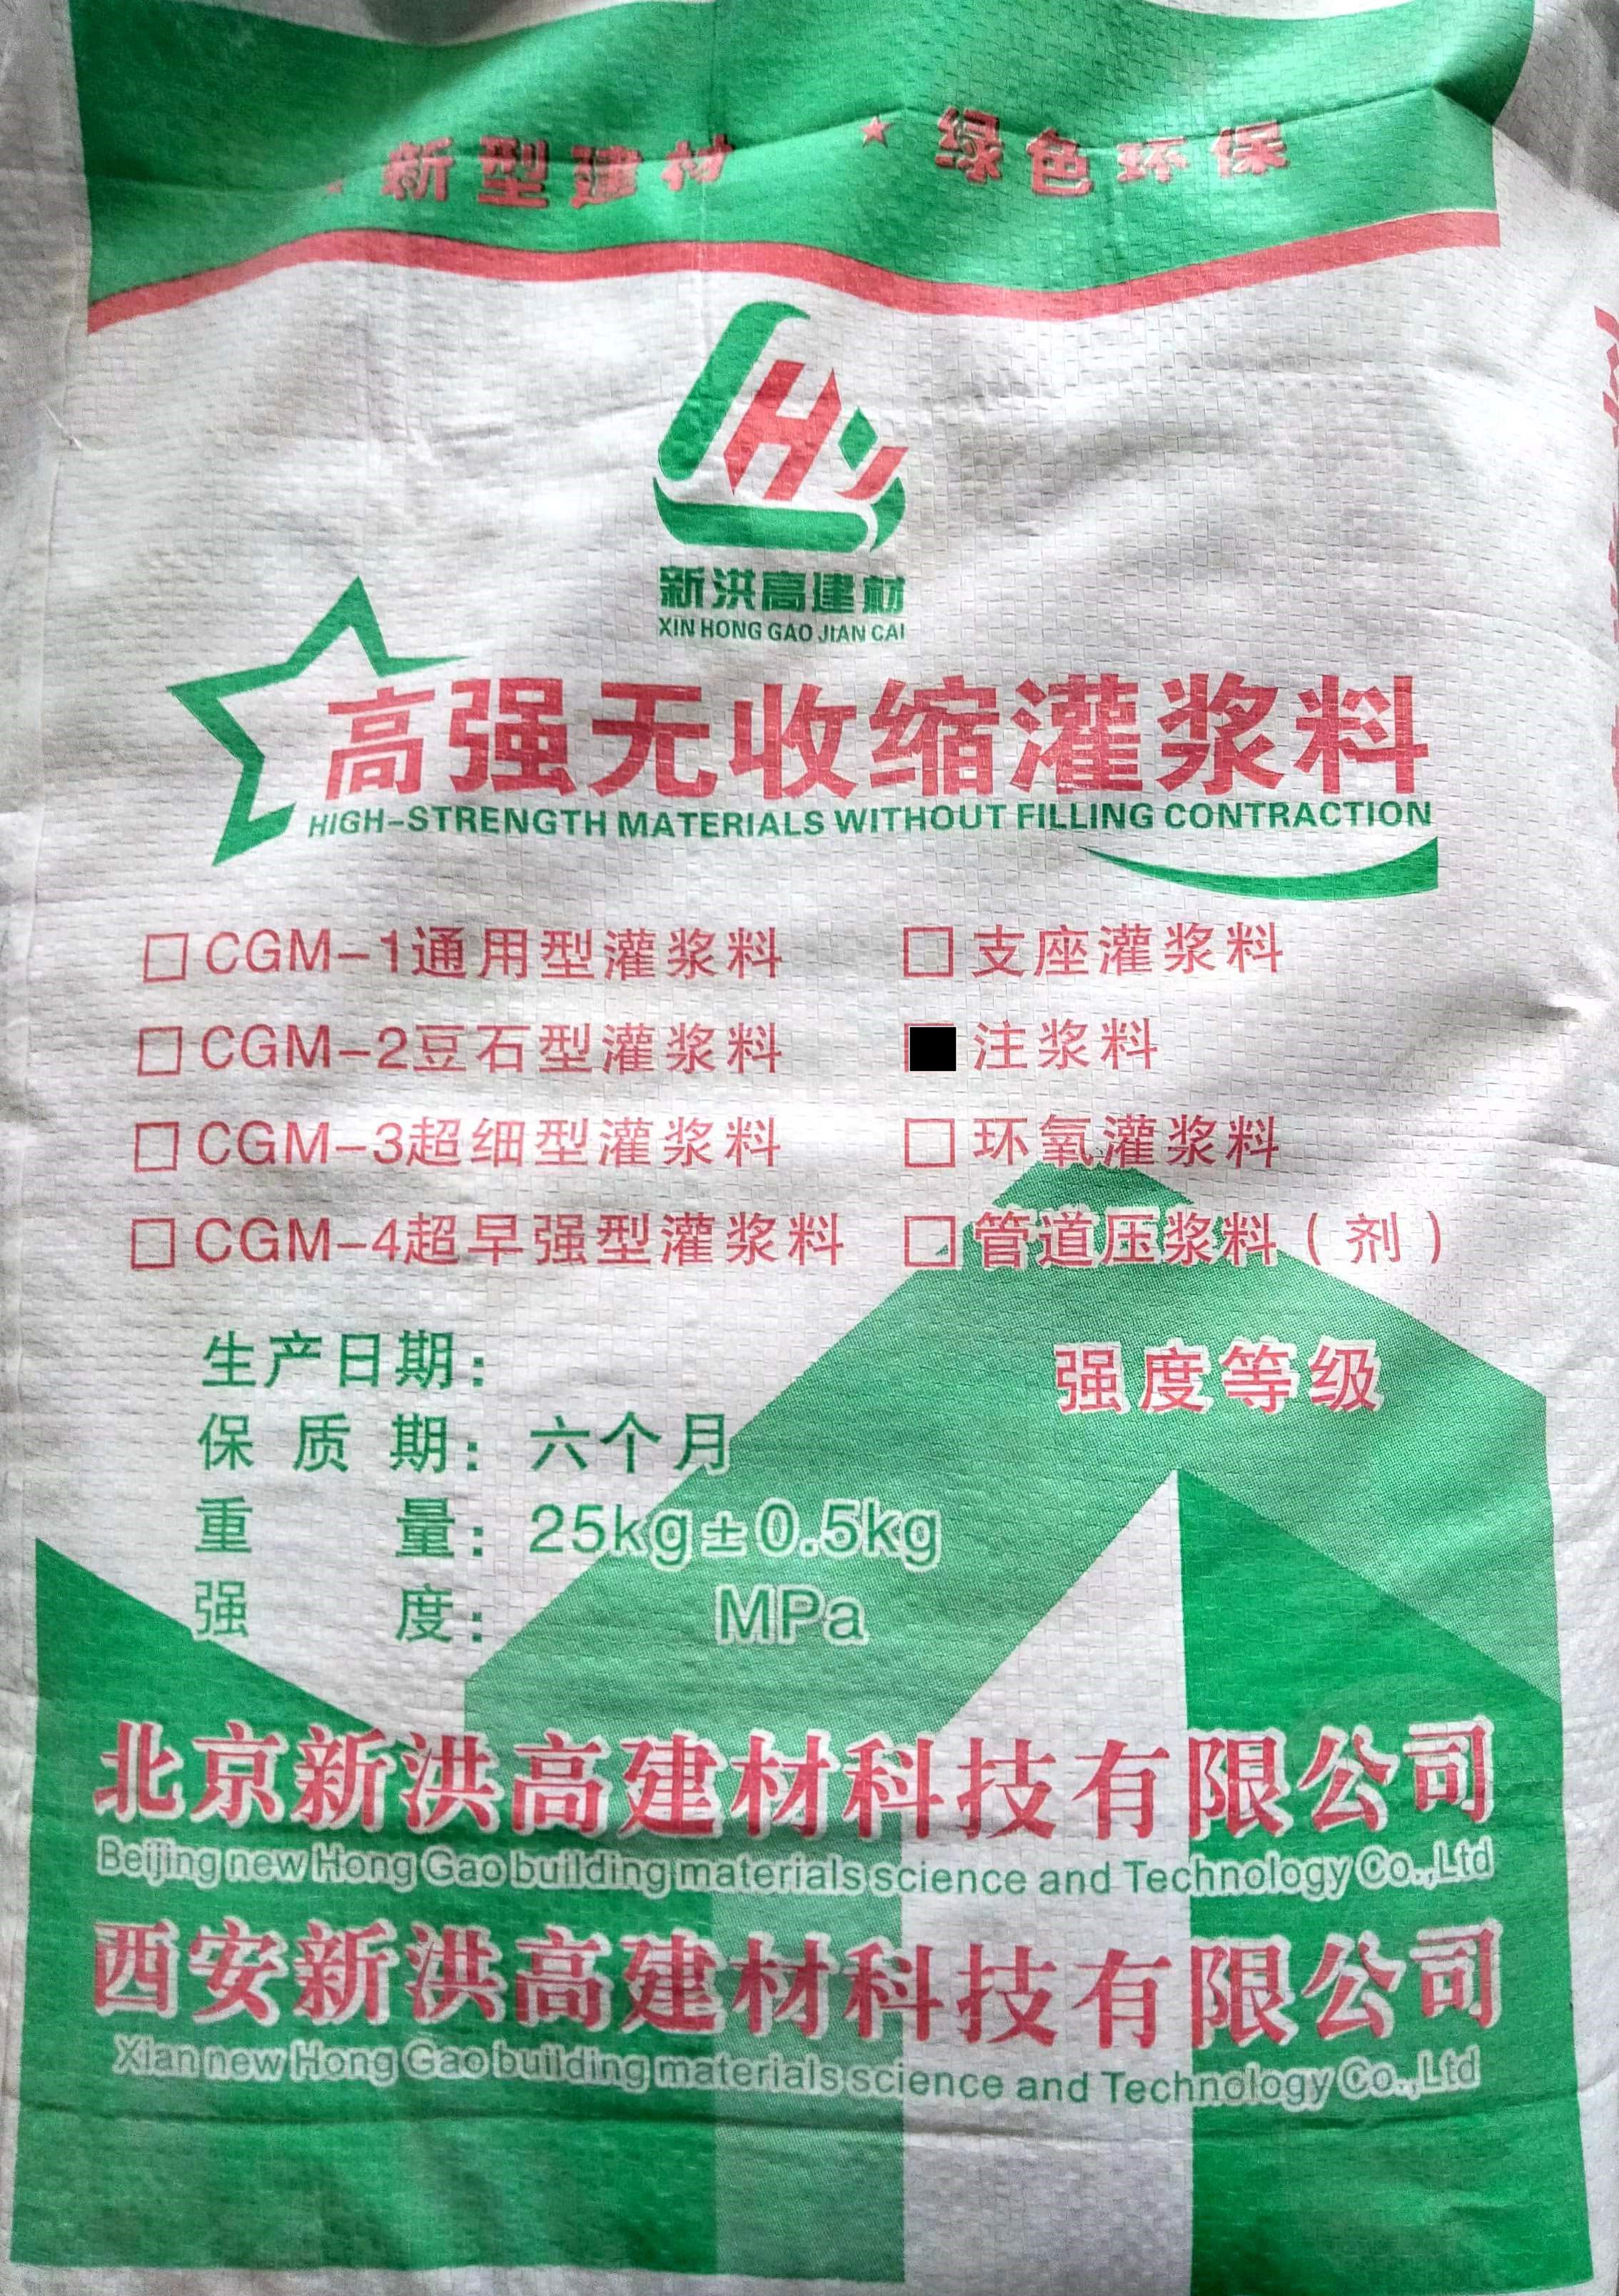 ★新型建材 ★绿色环保
新洪高建材
XIN HONG GAO JIAN CAI
高强无收缩灌浆料
HIGH-STRENGTH MATERIALS WITHOUT FILLING CONTRACTION
□CGM-1通用型灌浆料 □支座灌浆料
□CGM-2豆石型灌浆料 ■注浆料
□CGM-3超细型灌浆料 □环氧灌浆料
□CGM-4超早强型灌浆料 □管道压浆料(剂)
生产日期:
强度等级
保质期:六个月
重量:25kg±0.5kg
强度: MPa
北京新洪高建材科技有限公司
Beijing new Hong Gao building materials science and Technology Co.,Ltd
西安新洪高建材科技有限公司
Xian new Hong Gao building materials science and Technology Co.,Ltd